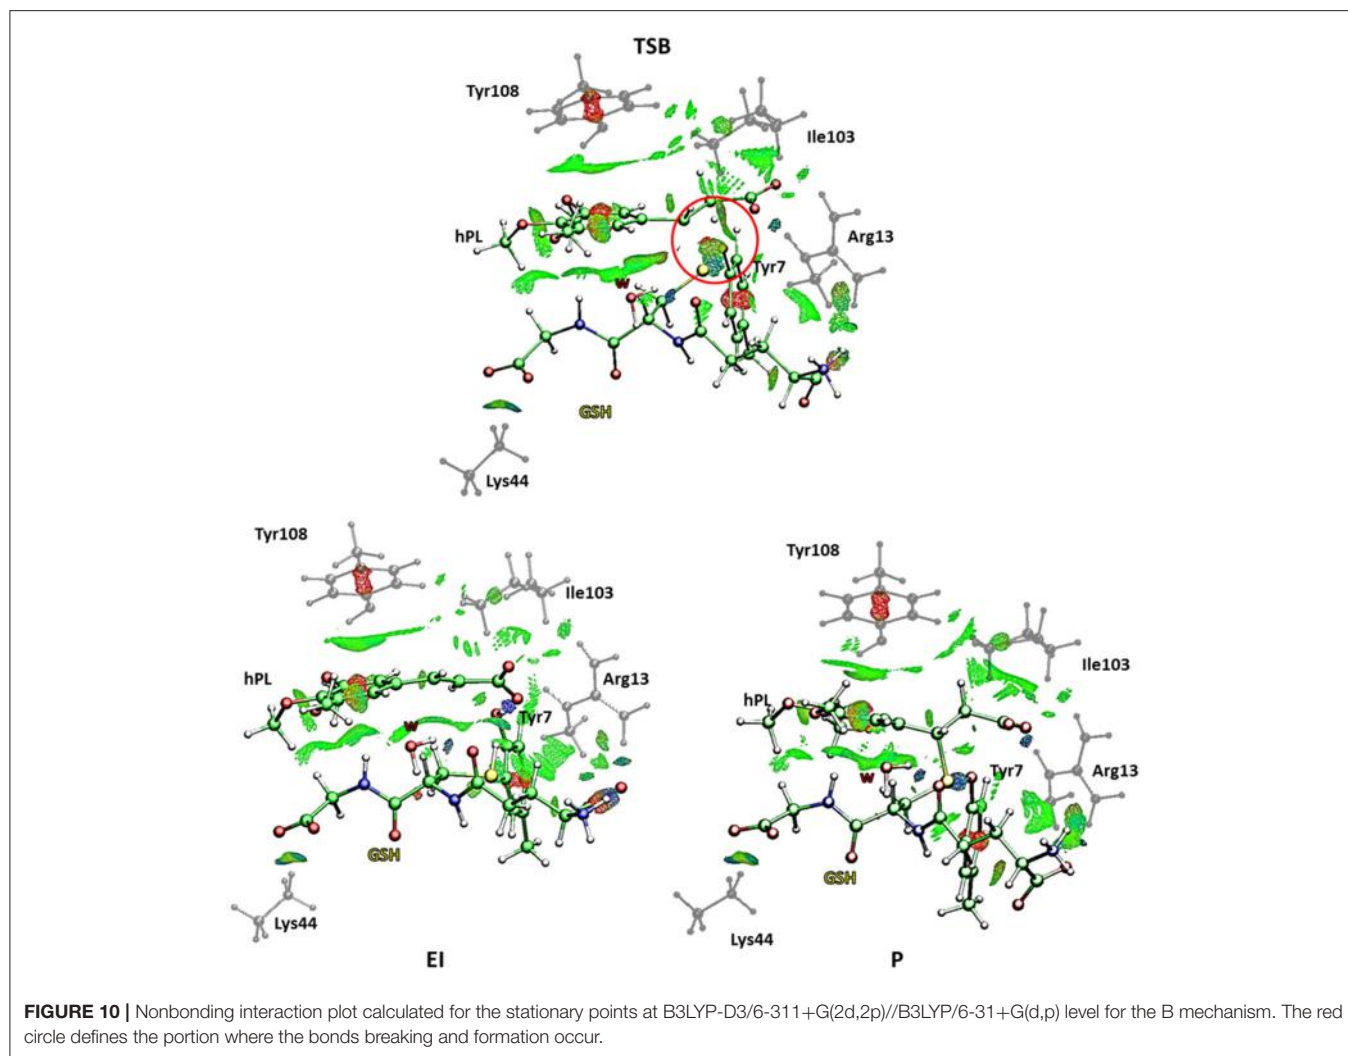 TSB
Tyr108
Ile103
hPL
Arg13
Tyr7
w
GSH
Lys44
Tyr108
Ile103
hPL
Arg13
Tyr7
w
GSH
Lys44
EI
Tyr108
Ile103
hPL
Tyr7
Arg13
w
GSH
Lys44
P
FIGURE 10 | Nonbonding interaction plot calculated for the stationary points at B3LYP-D3/6-311+G(2d,2p)//B3LYP/6-31+G(d,p) level for the B mechanism. The red
circle defines the portion where the bonds breaking and formation occur.